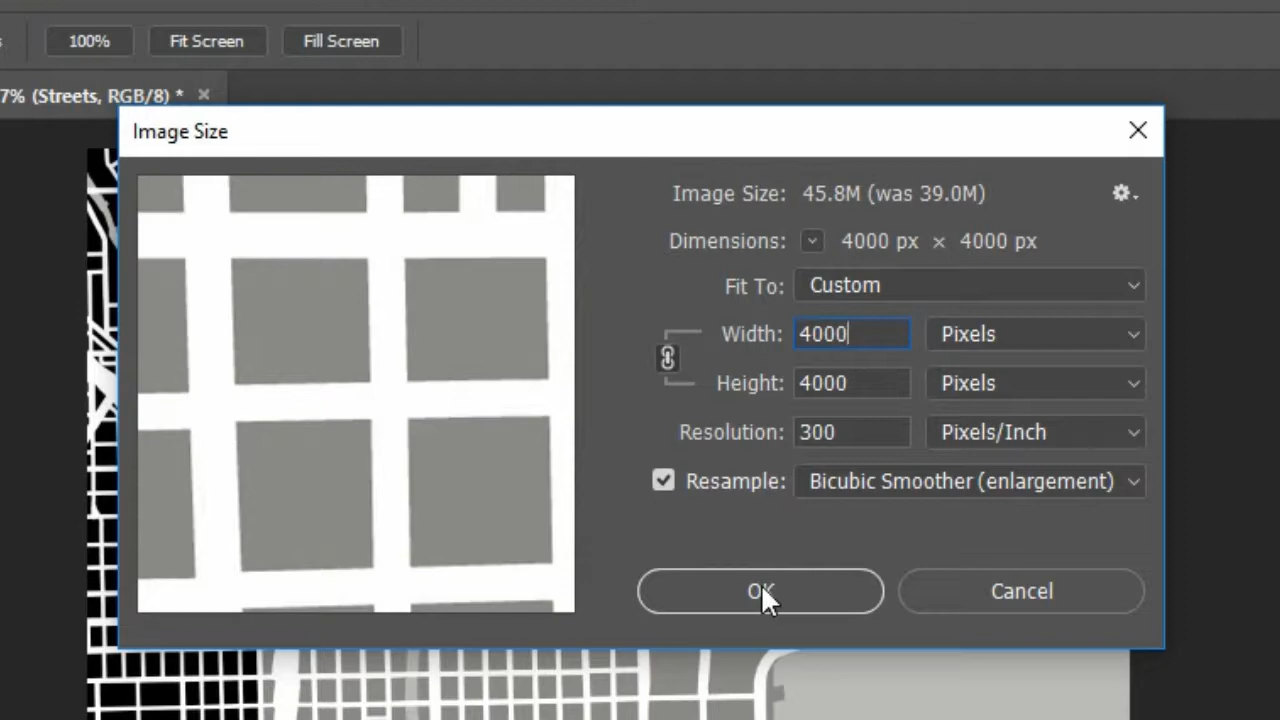 s 100% Fit Screen Fill Screen
7% (Streets, RGB/8) * ×
Image Size
Image Size: 45.8M (was 39.0M)
Dimensions: 4000 px × 4000 px
Fit To: Custom
Width: 4000 Pixels
Height: 4000 Pixels
Resolution: 300 Pixels/Inch
Resample: Bicubic Smoother (enlargement)
OK Cancel